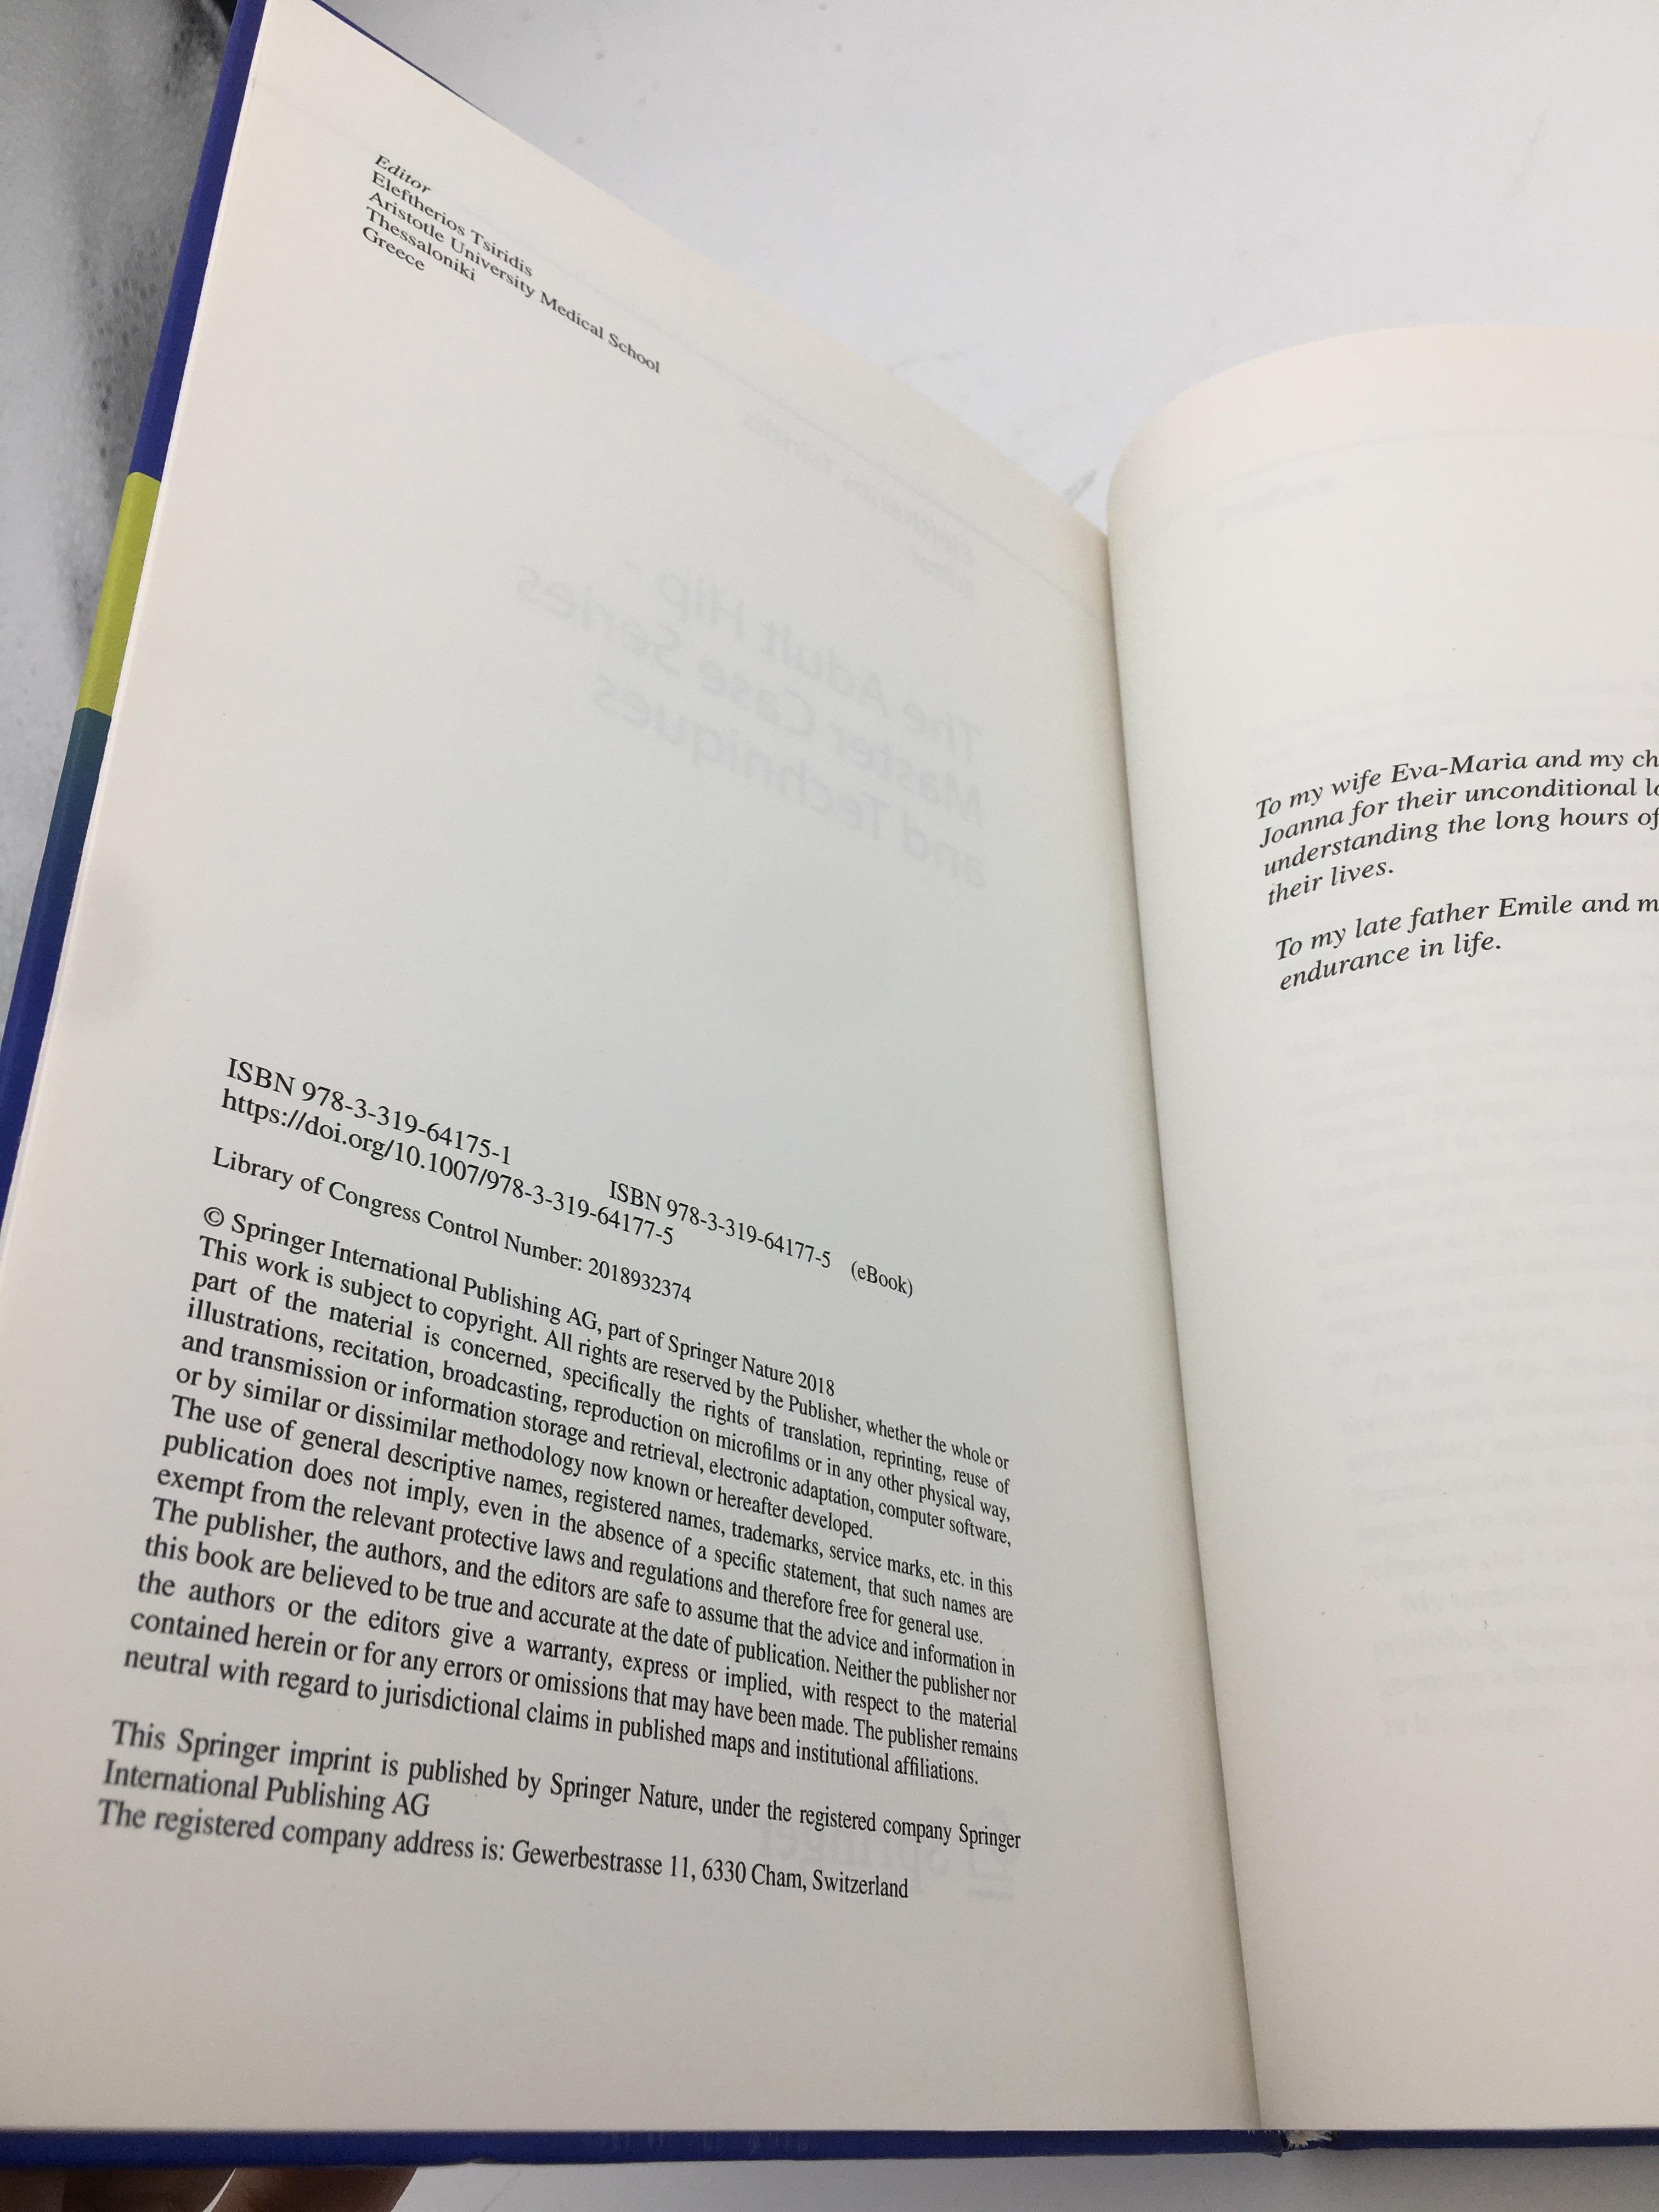 Editor
Eleftherios Tsiridis
Aristotle University Medical School
Thessaloniki
Greece
ISBN 978-3-319-64175-1 ISBN 978-3-319-64177-5 (eBook)
https://doi.org/10.1007/978-3-319-64177-5
Library of Congress Control Number: 2018932374
© Springer International Publishing AG, part of Springer Nature 2018
This work is subject to copyright. All rights are reserved by the Publisher, whether the whole or
part of the material is concerned, specifically the rights of translation, reprinting, reuse of
illustrations, recitation, broadcasting, reproduction on microfilms or in any other physical way,
and transmission or information storage and retrieval, electronic adaptation, computer software,
or by similar or dissimilar methodology now known or hereafter developed.
The use of general descriptive names, registered names, trademarks, service marks, etc. in this
publication does not imply, even in the absence of a specific statement, that such names are
exempt from the relevant protective laws and regulations and therefore free for general use.
The publisher, the authors, and the editors are safe to assume that the advice and information in
this book are believed to be true and accurate at the date of publication. Neither the publisher nor
the authors or the editors give a warranty, express or implied, with respect to the material
contained herein or for any errors or omissions that may have been made. The publisher remains
neutral with regard to jurisdictional claims in published maps and institutional affiliations.
This Springer imprint is published by Springer Nature, under the registered company Springer
International Publishing AG
The registered company address is: Gewerbestrasse 11, 6330 Cham, Switzerland
To my wife Eva-Maria and my
Joanna for their unconditional
understanding the long hours of
their lives.
To my late father Emile and
endurance in life.